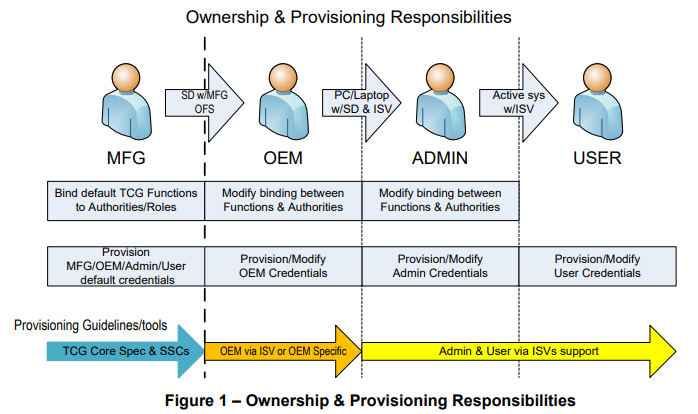 Ownership & Provisioning Responsibilities
SD w/MFG
OFS
PC/Laptop
w/SD & ISV
Active sys
w/ISV
MFG
OEM
ADMIN
USER
Bind default TCG Functions
to Authorities/Roles
Modify binding between
Functions & Authorities
Modify binding between
Functions & Authorities
Provision
MFG/OEM/Admin/User
default credentials
Provision/Modify
OEM Credentials
Provision/Modify
Admin Credentials
Provision/Modify
User Credentials
Provisioning Guidelines/tools
TCG Core Spec & SSCs
OEM via ISV or OEM Specific
Admin & User via ISVs support
Figure 1 – Ownership & Provisioning Responsibilities